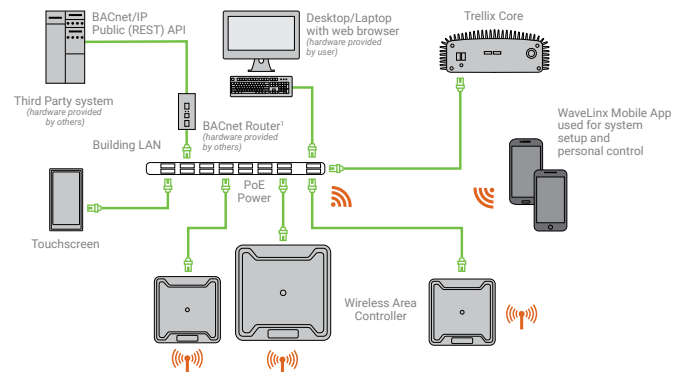 BACnet/IP
Public (REST) API
Desktop/Laptop
with web browser
(hardware provided
by user)
Trellix Core
Third Party system
(hardware provided
by others)
BACnet Router¹
(hardware provided
by others)
Building LAN
WaveLinx Mobile App
used for system
setup and
personal control
PoE
Power
Touchscreen
Wireless Area
Controller